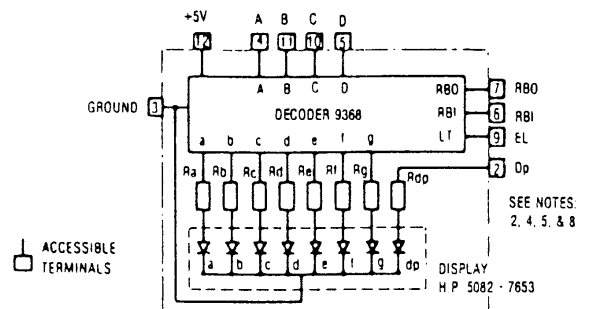 +5V A B C D
12 4 11 10 5
A B C D
RBO 7 RBO
GROUND 3
DECODER 9368
RBI 6 RBI
LT 9 EL
a b c d e f g
2 Dp
Ra Rb Rc Rd Re Rf Rg Rdp
SEE NOTES:
2, 4, 5, & 8
ACCESSIBLE
TERMINALS
a b c d e f g dp
DISPLAY
H.P. 5082 - 7653